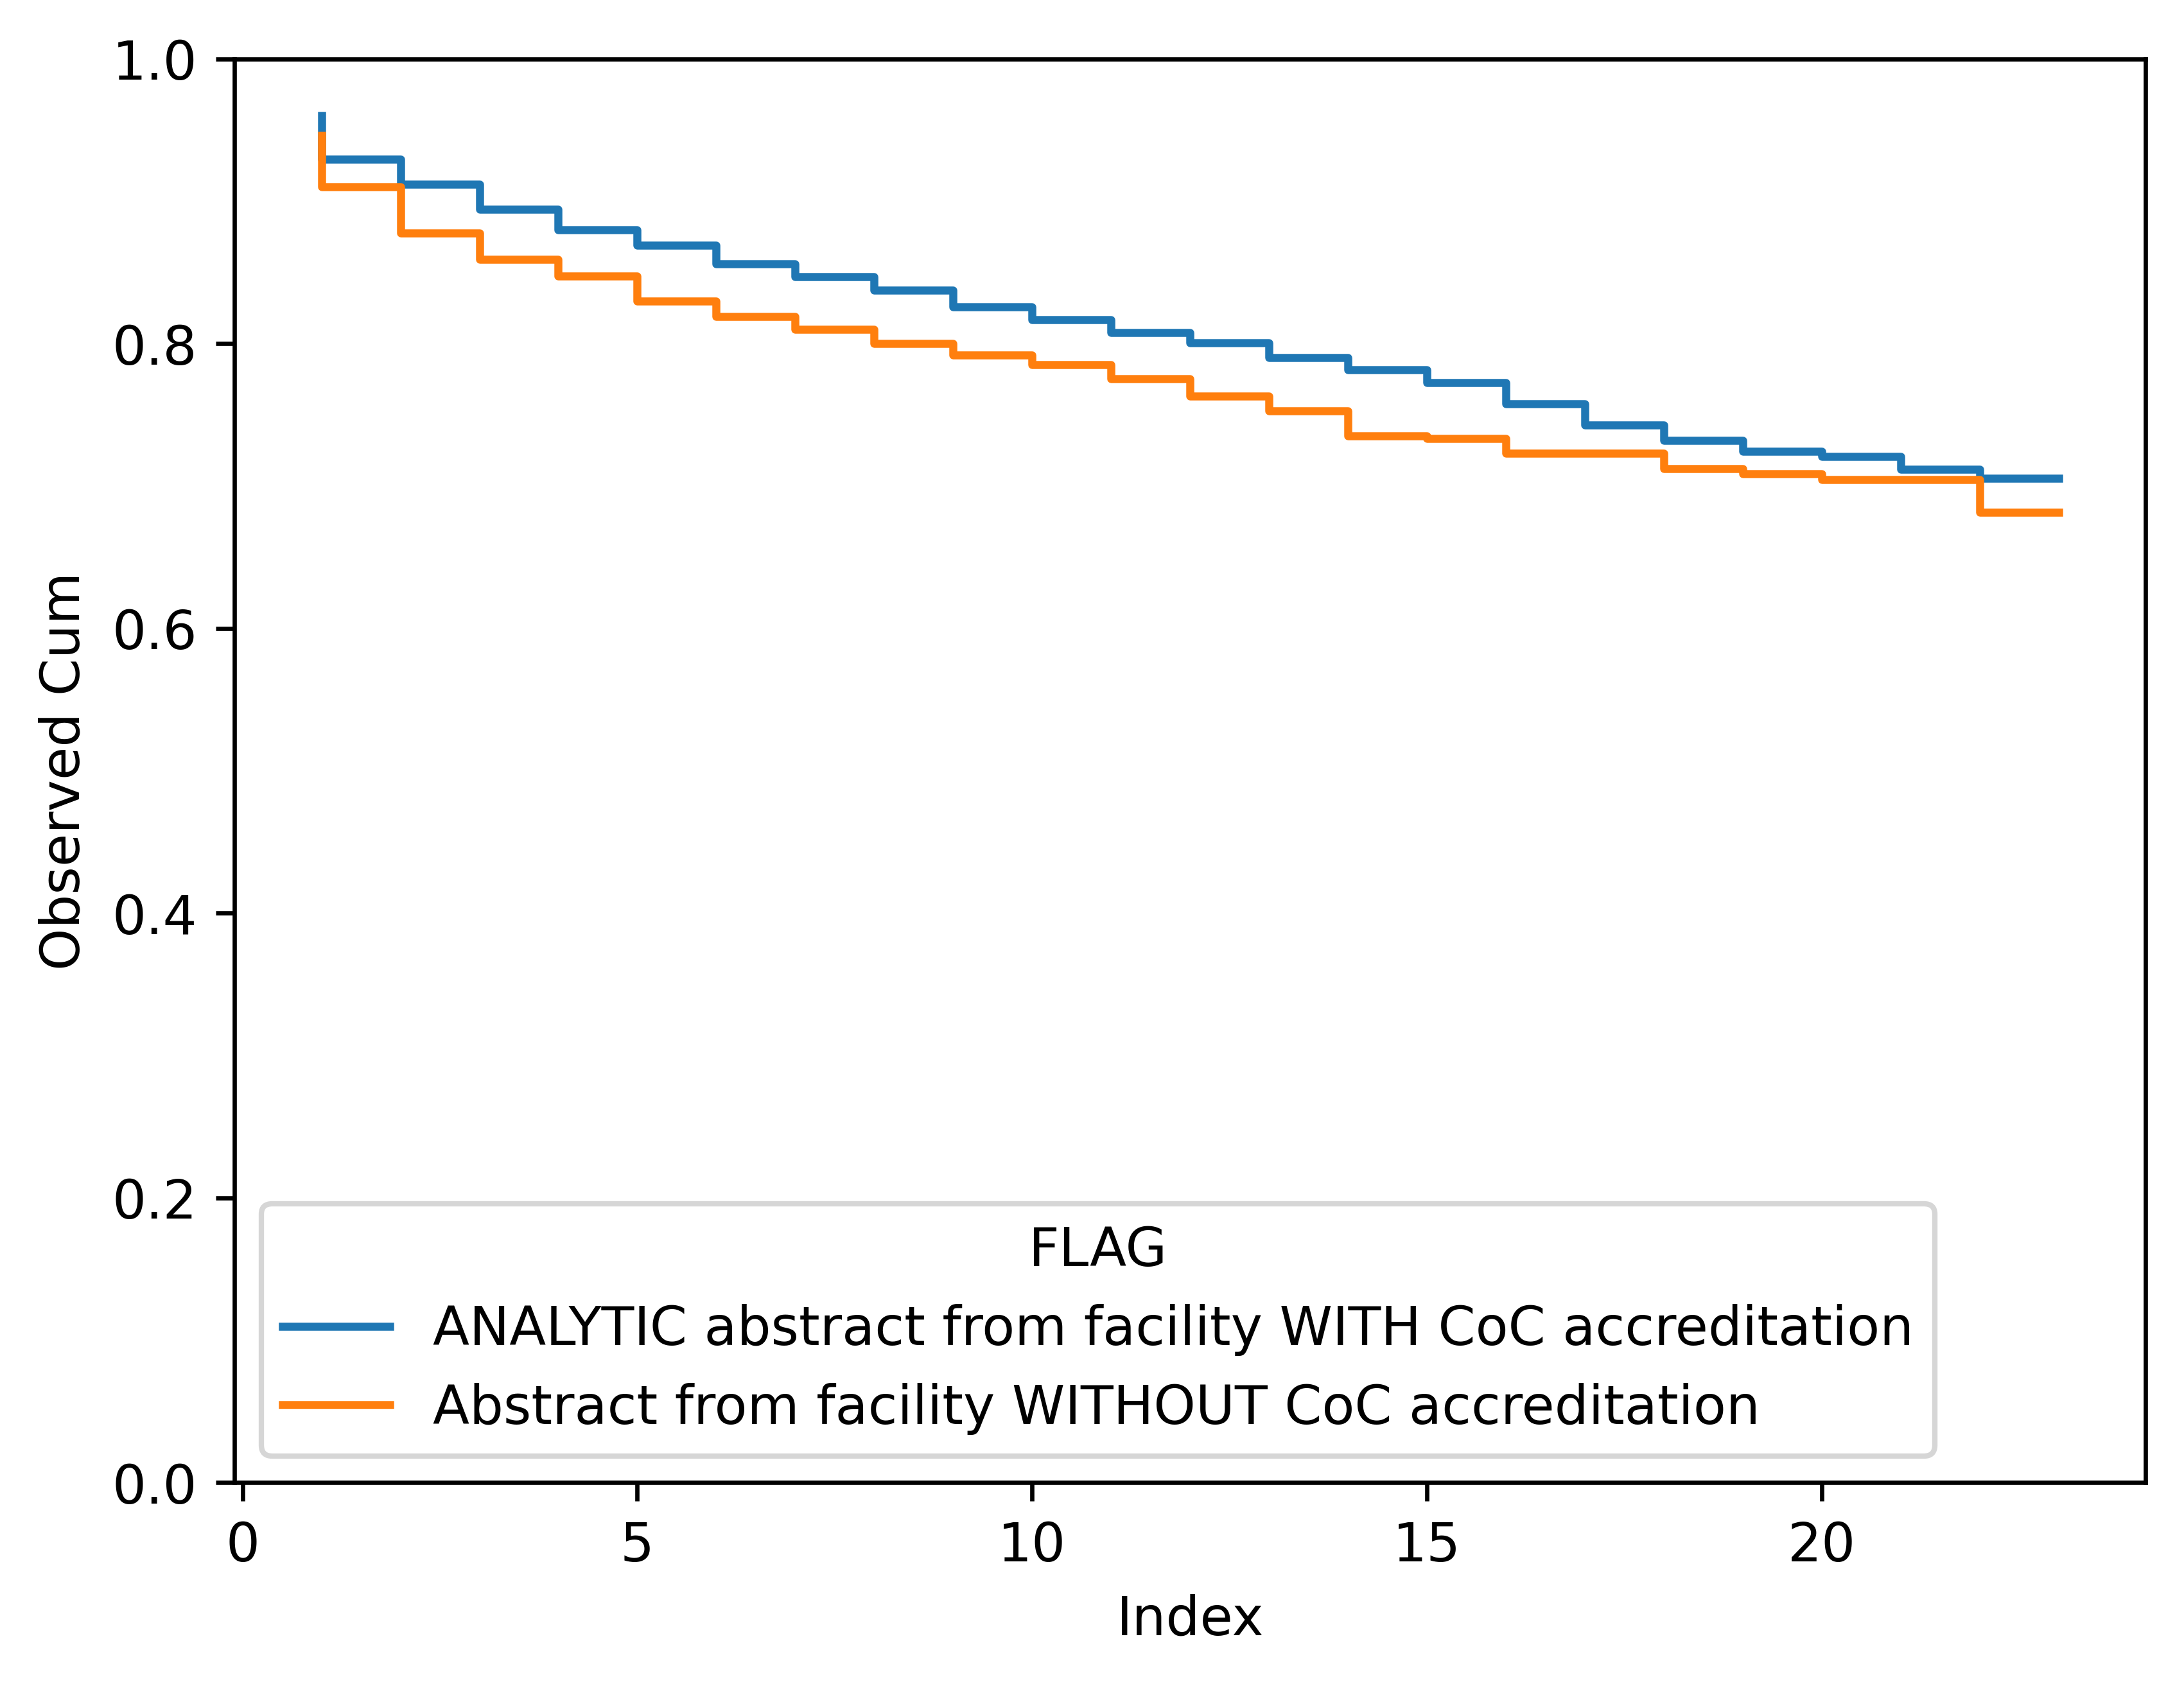 1.0
0.8
0.6
0.4
0.2
0.0
Observed Cum
FLAG
ANALYTIC abstract from facility WITH CoC accreditation
Abstract from facility WITHOUT CoC accreditation
0 5 10 15 20
Index